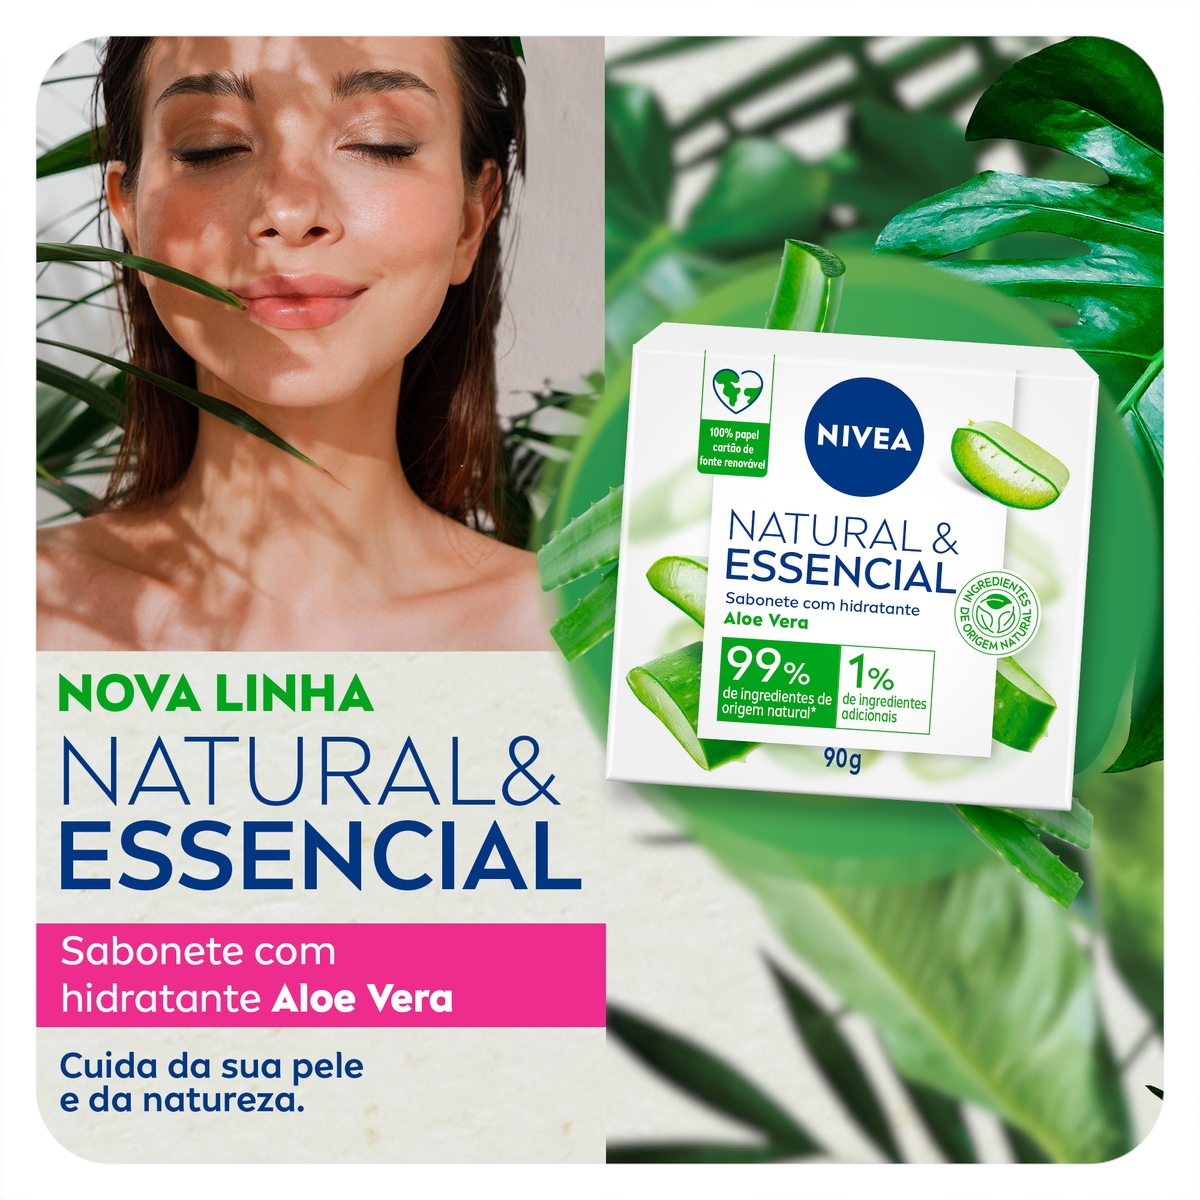 NOVA LINHA
NATURAL&
ESSENCIAL
Sabonete com
hidratante Aloe Vera
Cuida da sua pele
e da natureza.
100% papel
cartão de
fonte renovável
NIVEA
NATURAL &
ESSENCIAL
Sabonete com hidratante
Aloe Vera
INGREDIENTES
DE ORIGEM NATURAL
99%
de ingredientes de
origem natural*
1%
de ingredientes
adicionais
90g